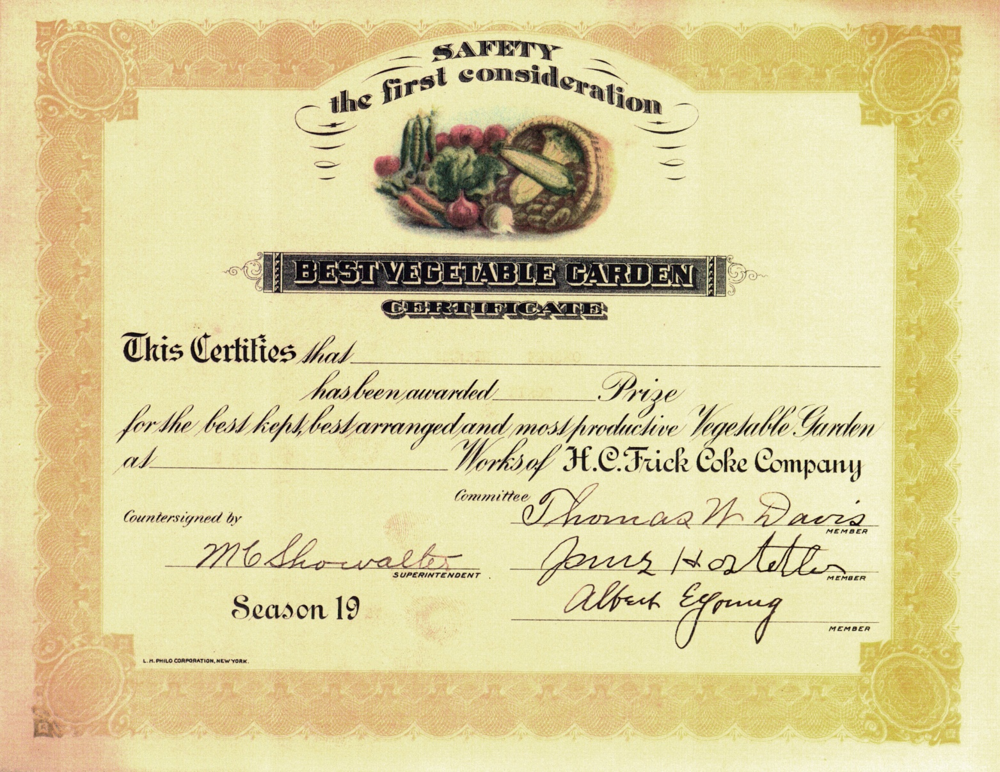 SAFETY
the first consideration
BEST VEGETABLE GARDEN
CERTIFICATE
This Certifies that
has been awarded Prize
for the best kept, best arranged and most productive Vegetable Garden
at Works of H.C. Frick Coke Company
Committee Thomas W Davis
MEMBER
Countersigned by
M C Showalter
SUPERINTENDENT
James Hostetler
MEMBER
Season 19
Albert E Young
MEMBER
L.H. PHILO CORPORATION, NEW YORK.